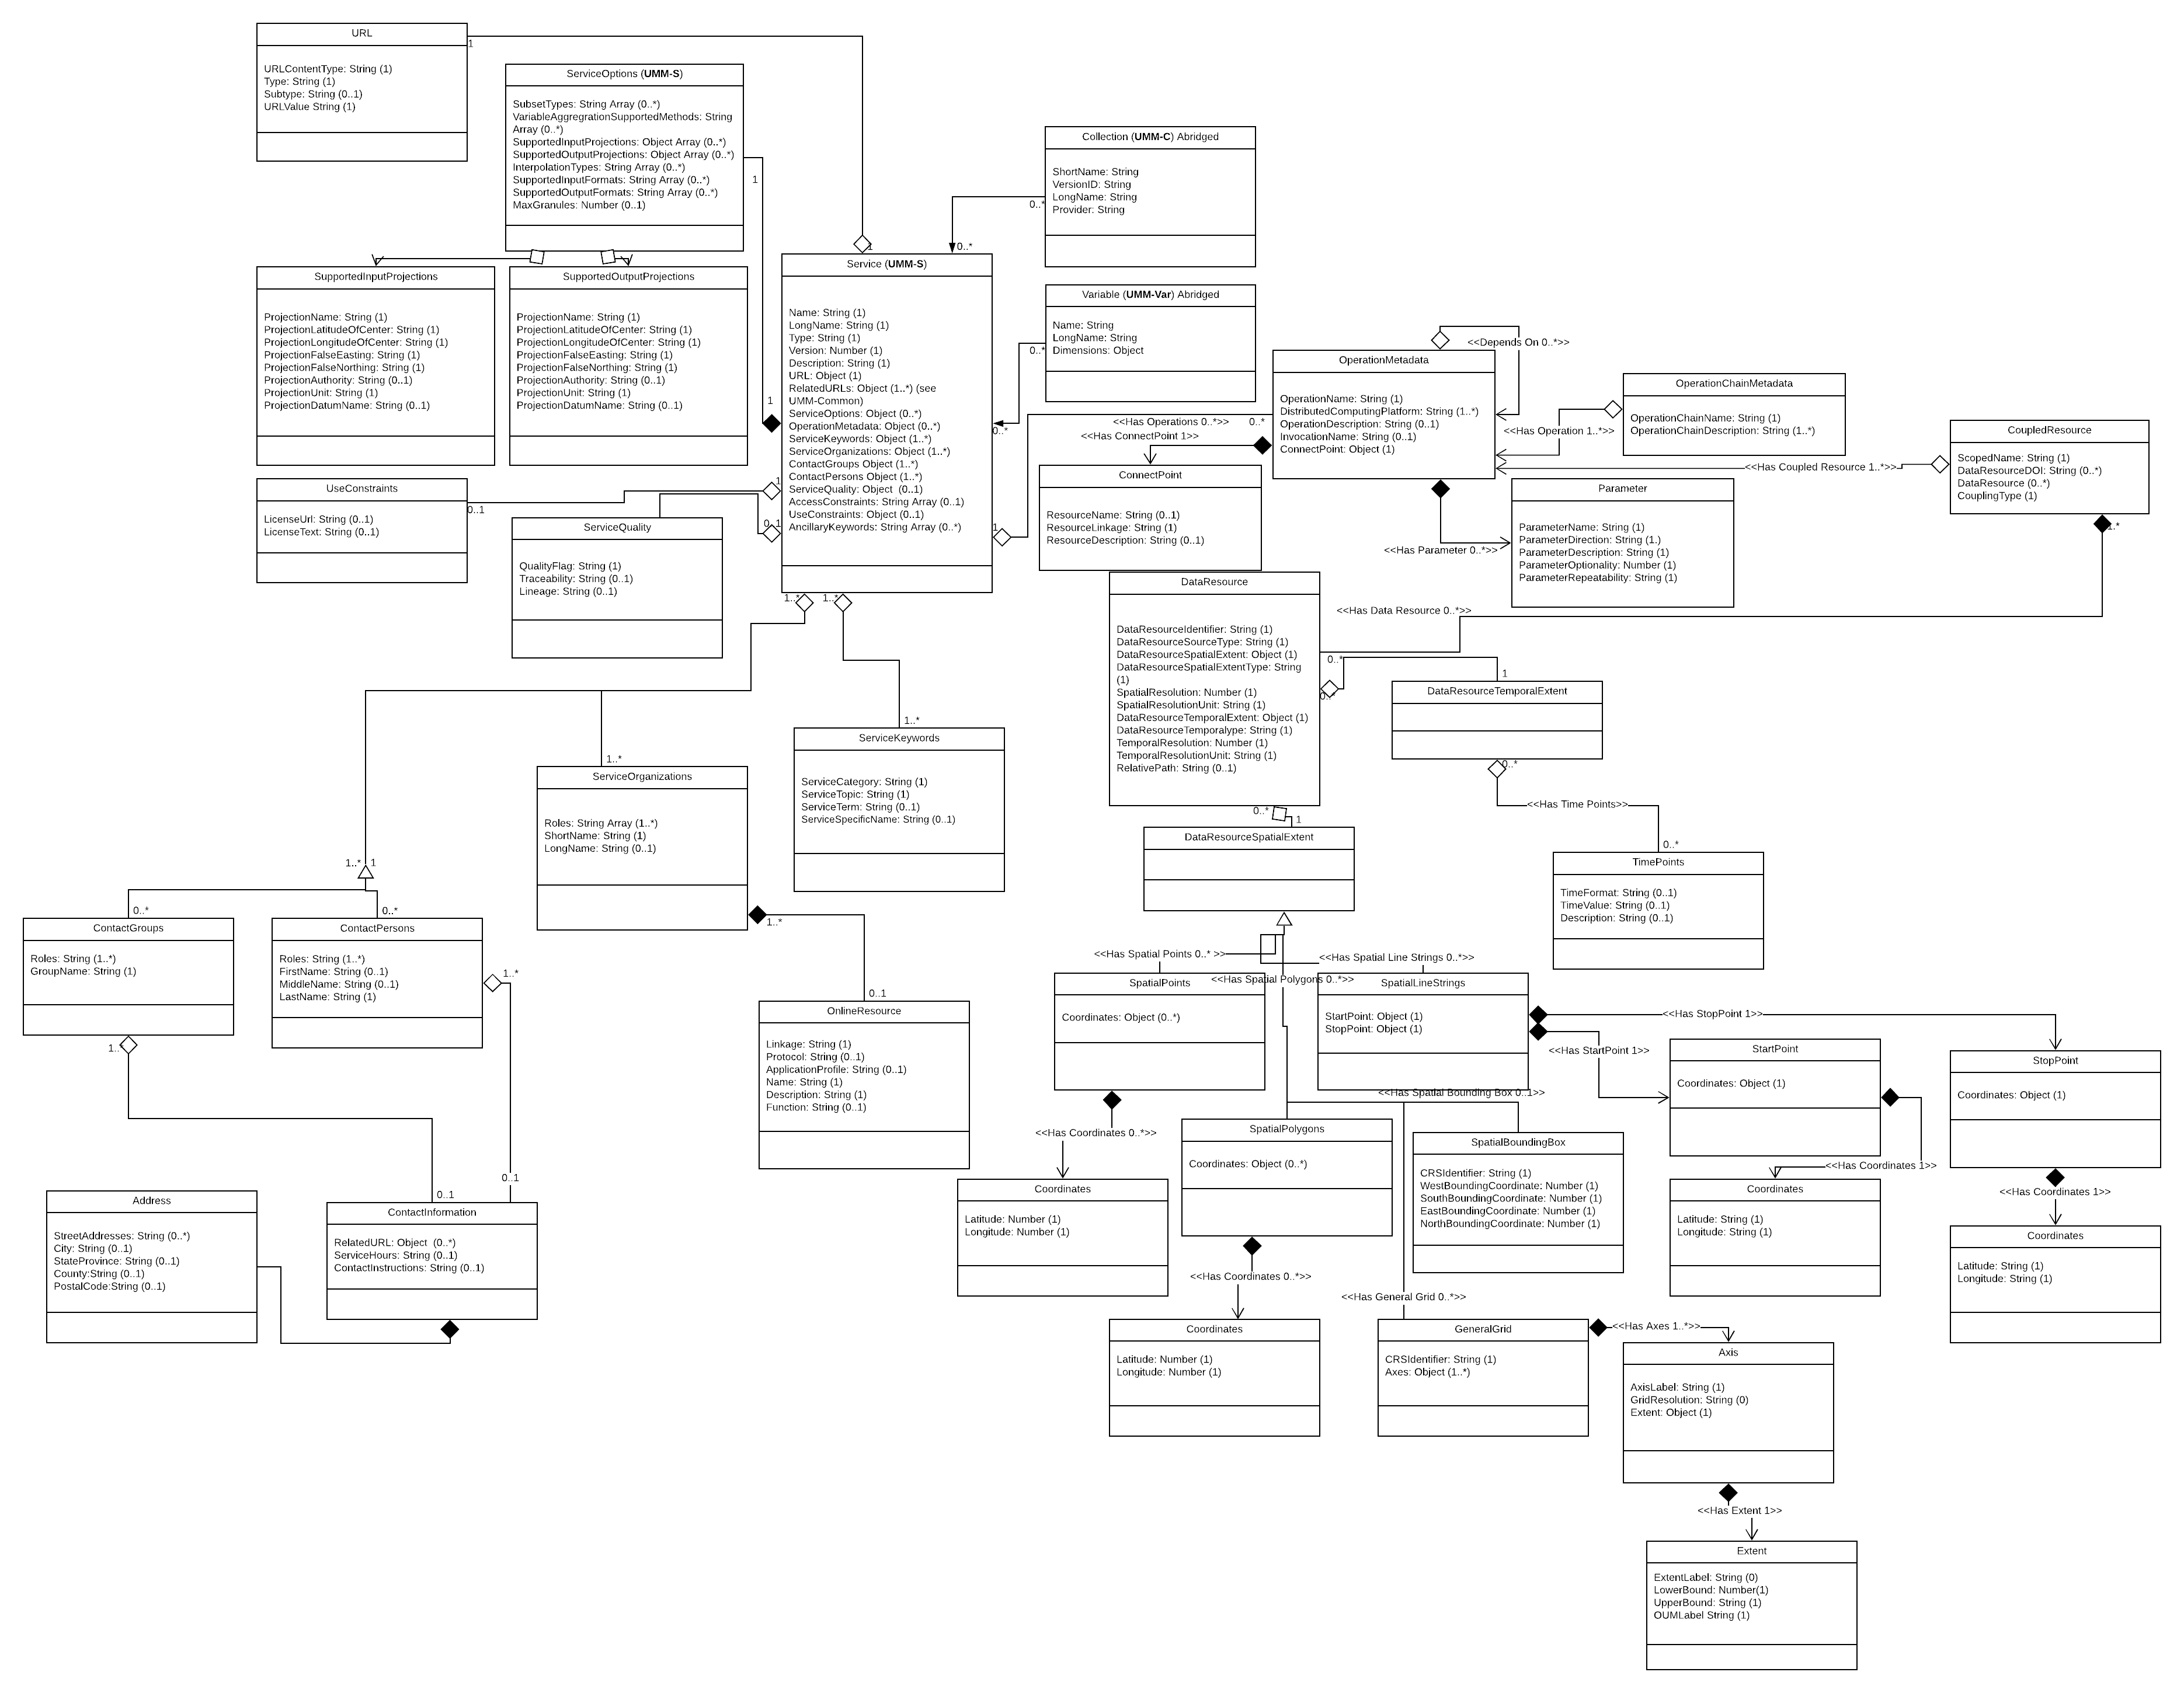 URL
URLContentType: String (1)
Type: String (1)
Subtype: String (0..1)
URLValue String (1)
1
ServiceOptions (UMM-S)
SubsetTypes: String Array (0..*)
VariableAggregrationSupportedMethods: String
Array (0..*)
SupportedInputProjections: Object Array (0..*)
SupportedOutputProjections: Object Array (0..*)
InterpolationTypes: String Array (0..*)
SupportedInputFormats: String Array (0..*)
SupportedOutputFormats: String Array (0..*)
MaxGranules: Number (0..1)
1
1
Collection (UMM-C) Abridged
ShortName: String
VersionID: String
LongName: String
Provider: String
0..*
0..*
1
SupportedInputProjections
ProjectionName: String (1)
ProjectionLatitudeOfCenter: String (1)
ProjectionLongitudeOfCenter: String (1)
ProjectionFalseEasting: String (1)
ProjectionFalseNorthing: String (1)
ProjectionAuthority: String (0..1)
ProjectionUnit: String (1)
ProjectionDatumName: String (0..1)
SupportedOutputProjections
ProjectionName: String (1)
ProjectionLatitudeOfCenter: String (1)
ProjectionLongitudeOfCenter: String (1)
ProjectionFalseEasting: String (1)
ProjectionFalseNorthing: String (1)
ProjectionAuthority: String (0..1)
ProjectionUnit: String (1)
ProjectionDatumName: String (0..1)
Service (UMM-S)
Name: String (1)
LongName: String (1)
Type: String (1)
Version: Number (1)
Description: String (1)
URL: Object (1)
RelatedURLs: Object (1..*) (see
UMM-Common)
ServiceOptions: Object (0..*)
OperationMetadata: Object (0..*)
ServiceKeywords: Object (1..*)
ServiceOrganizations: Object (1..*)
ContactGroups Object (1..*)
ContactPersons Object (1..*)
ServiceQuality: Object  (0..1)
AccessConstraints: String Array (0..1)
UseConstraints: Object (0..1)
AncillaryKeywords: String Array (0..*)
Variable (UMM-Var) Abridged
Name: String
LongName: String
Dimensions: Object
0..*
0..*
OperationMetadata
OperationName: String (1)
DistributedComputingPlatform: String (1..*)
OperationDescription: String (0..1)
InvocationName: String (0..1)
ConnectPoint: Object (1)
<<Depends On 0..*>>
OperationChainMetadata
OperationChainName: String (1)
OperationChainDescription: String (1..*)
<<Has Operation 1..*>>
<<Has Operations 0..*>>
0..*
<<Has ConnectPoint 1>>
1
CoupledResource
ScopedName: String (1)
DataResourceDOI: String (0..*)
DataResource (0..*)
CouplingType (1)
<<Has Coupled Resource 1..*>>
1..*
ConnectPoint
ResourceName: String (0..1)
ResourceLinkage: String (1)
ResourceDescription: String (0..1)
Parameter
ParameterName: String (1)
ParameterDirection: String (1.)
ParameterDescription: String (1)
ParameterOptionality: Number (1)
ParameterRepeatability: String (1)
<<Has Parameter 0..*>>
UseConstraints
LicenseUrl: String (0..1)
LicenseText: String (0..1)
0..1
1
ServiceQuality
QualityFlag: String (1)
Traceability: String (0..1)
Lineage: String (0..1)
0..1
1..*
1..*
DataResource
DataResourceIdentifier: String (1)
DataResourceSourceType: String (1)
DataResourceSpatialExtent: Object (1)
DataResourceSpatialExtentType: String
(1)
SpatialResolution: Number (1)
SpatialResolutionUnit: String (1)
DataResourceTemporalExtent: Object (1)
DataResourceTemporalype: String (1)
TemporalResolution: Number (1)
TemporalResolutionUnit: String (1)
RelativePath: String (0..1)
<<Has Data Resource 0..*>>
0..*
0..*
1
DataResourceTemporalExtent
0..*
<<Has Time Points>>
0..*
TimePoints
TimeFormat: String (0..1)
TimeValue: String (0..1)
Description: String (0..1)
1..*
ServiceKeywords
ServiceCategory: String (1)
ServiceTopic: String (1)
ServiceTerm: String (0..1)
ServiceSpecificName: String (0..1)
1..*
ServiceOrganizations
Roles: String Array (1..*)
ShortName: String (1)
LongName: String (0..1)
1..*
0..*
1
DataResourceSpatialExtent
1..*
1
0..*
0..*
ContactGroups
Roles: String (1..*)
GroupName: String (1)
1..*
ContactPersons
Roles: String (1..*)
FirstName: String (0..1)
MiddleName: String (0..1)
LastName: String (1)
1..*
0..1
OnlineResource
Linkage: String (1)
Protocol: String (0..1)
ApplicationProfile: String (0..1)
Name: String (1)
Description: String (1)
Function: String (0..1)
<<Has Spatial Points 0..* >>
<<Has Spatial Line Strings 0..*>>
<<Has Spatial Polygons 0..*>>
SpatialPoints
Coordinates: Object (0..*)
SpatialLineStrings
StartPoint: Object (1)
StopPoint: Object (1)
<<Has StopPoint 1>>
<<Has StartPoint 1>>
StartPoint
Coordinates: Object (1)
StopPoint
Coordinates: Object (1)
<<Has Spatial Bounding Box 0..1>>
<<Has Coordinates 0..*>>
SpatialPolygons
Coordinates: Object (0..*)
SpatialBoundingBox
CRSIdentifier: String (1)
WestBoundingCoordinate: Number (1)
SouthBoundingCoordinate: Number (1)
EastBoundingCoordinate: Number (1)
NorthBoundingCoordinate: Number (1)
<<Has Coordinates 1>>
<<Has Coordinates 1>>
Coordinates
Latitude: Number (1)
Longitude: Number (1)
Coordinates
Latitude: String (1)
Longitude: String (1)
Coordinates
Latitude: String (1)
Longitude: String (1)
Address
StreetAddresses: String (0..*)
City: String (0..1)
StateProvince: String (0..1)
County:String (0..1)
PostalCode:String (0..1)
0..1
0..1
ContactInformation
RelatedURL: Object  (0..*)
ServiceHours: String (0..1)
ContactInstructions: String (0..1)
<<Has Coordinates 0..*>>
Coordinates
Latitude: Number (1)
Longitude: Number (1)
<<Has General Grid 0..*>>
GeneralGrid
CRSIdentifier: String (1)
Axes: Object (1..*)
<<Has Axes 1..*>>
Axis
AxisLabel: String (1)
GridResolution: String (0)
Extent: Object (1)
<<Has Extent 1>>
Extent
ExtentLabel: String (0)
LowerBound: Number(1)
UpperBound: String (1)
OUMLabel String (1)